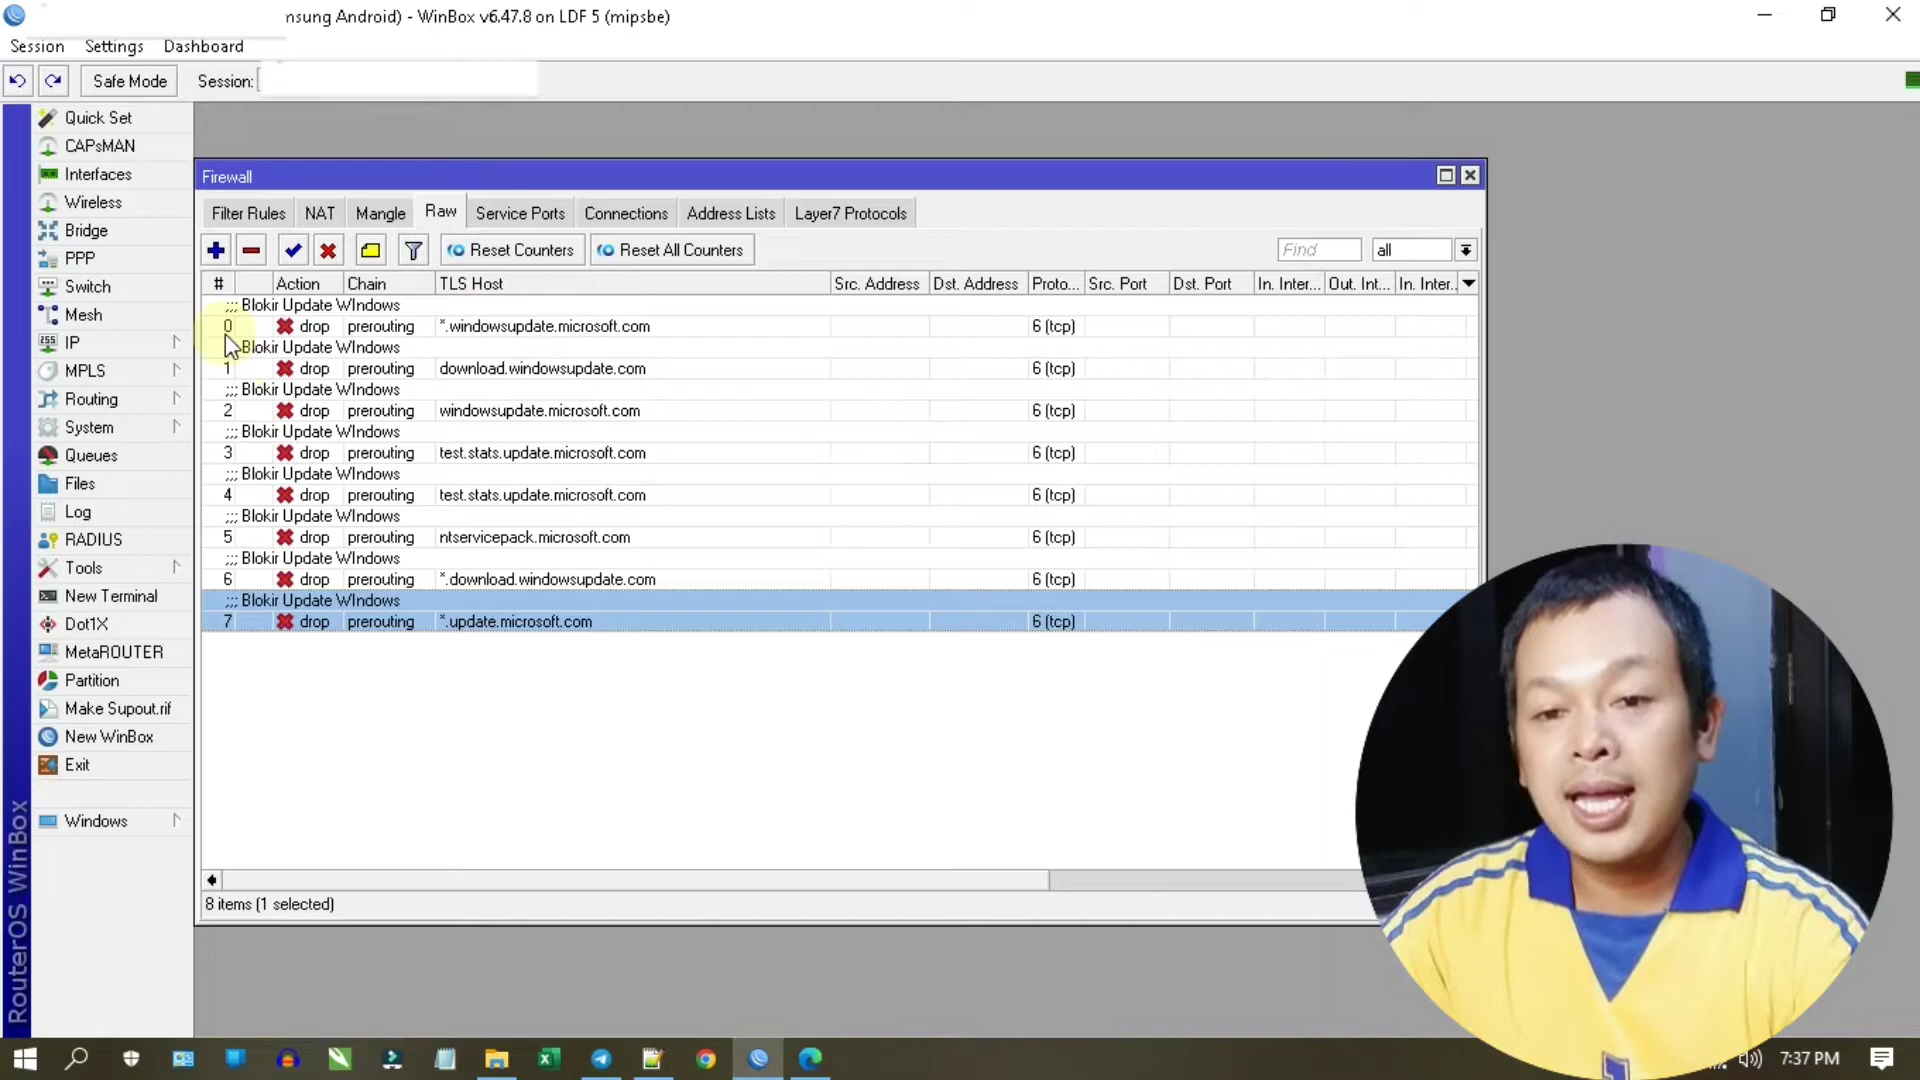 nsung Android) - WinBox v6.47.8 on LDF 5 (mipsbe)
Session Settings Dashboard
Safe Mode Session:
Quick Set
CAPsMAN
Interfaces
Wireless
Bridge
PPP
Switch
Mesh
IP
MPLS
Routing
System
Queues
Files
Log
RADIUS
Tools
New Terminal
Dot1X
MetaROUTER
Partition
Make Supout.rif
New WinBox
Exit
Windows
RouterOS WinBox
Firewall
Filter Rules NAT Mangle Raw Service Ports Connections Address Lists Layer7 Protocols
Reset Counters Reset All Counters Find all
# Action Chain TLS Host Src. Address Dst. Address Proto... Src. Port Dst. Port In. Inter... Out. Int... In. Inter..
;;; Blokir Update WIndows
0 drop prerouting *.windowsupdate.microsoft.com 6 (tcp)
Blokir Update WIndows
1 drop prerouting download.windowsupdate.com 6 (tcp)
;;; Blokir Update WIndows
2 drop prerouting windowsupdate.microsoft.com 6 (tcp)
;;; Blokir Update WIndows
3 drop prerouting test.stats.update.microsoft.com 6 (tcp)
;;; Blokir Update WIndows
4 drop prerouting test.stats.update.microsoft.com 6 (tcp)
;;; Blokir Update WIndows
5 drop prerouting ntservicepack.microsoft.com 6 (tcp)
;;; Blokir Update WIndows
6 drop prerouting *.download.windowsupdate.com 6 (tcp)
;;; Blokir Update WIndows
7 drop prerouting *.update.microsoft.com 6 (tcp)
8 items (1 selected)
7:37 PM